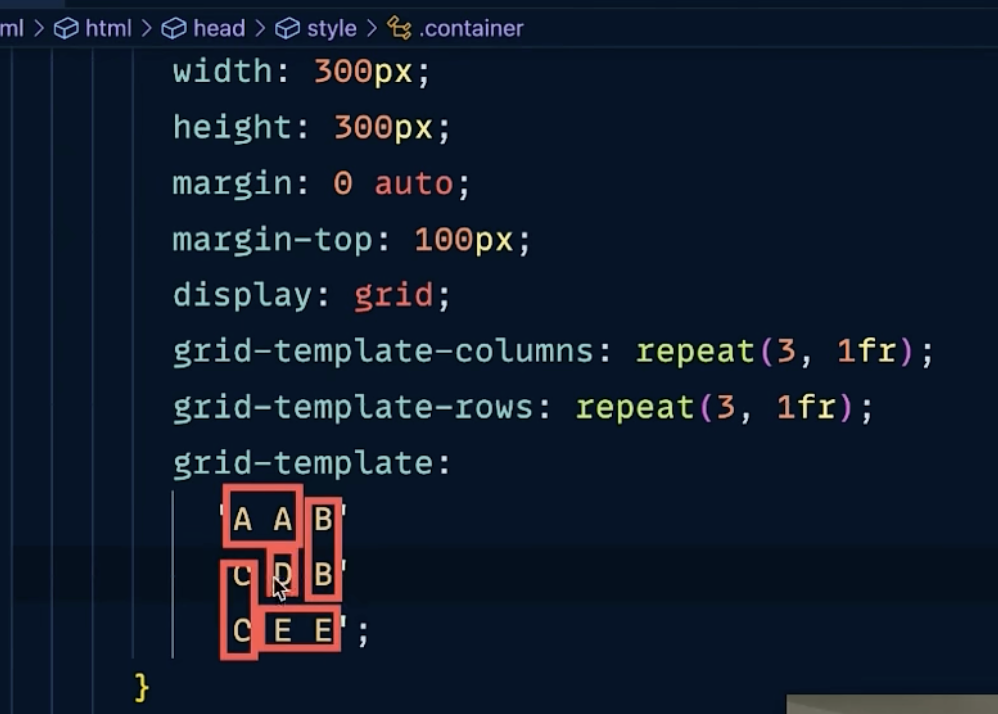 ml > html > head > style > .container
width: 300px;
height: 300px;
margin: 0 auto;
margin-top: 100px;
display: grid;
grid-template-columns: repeat(3, 1fr);
grid-template-rows: repeat(3, 1fr);
grid-template:
'A A B'
C D B'
C E E';
}